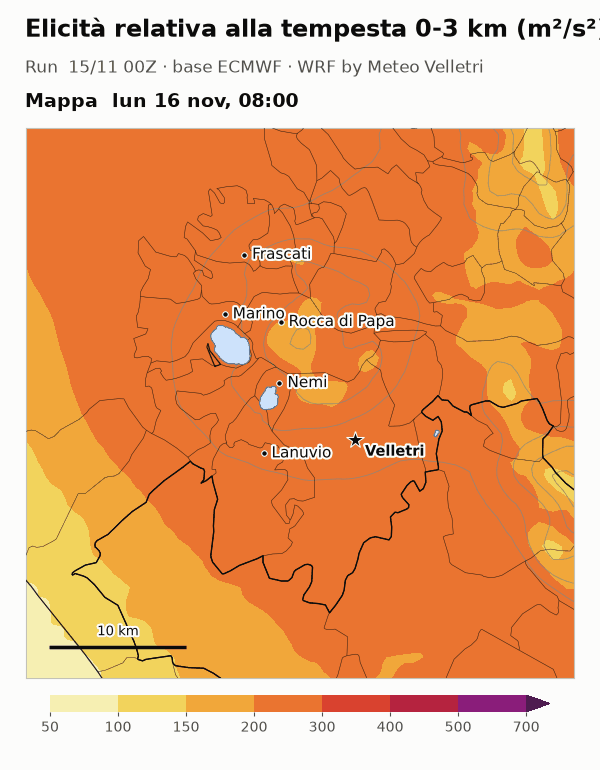 Elicità relativa alla tempesta 0-3 km (m²/s²)
Run 15/11 00Z · base ECMWF · WRF by Meteo Velletri
Mappa lun 16 nov, 08:00
Frascati
Marino
Rocca di Papa
Nemi
Velletri
Lanuvio
10 km
50 100 150 200 300 400 500 700